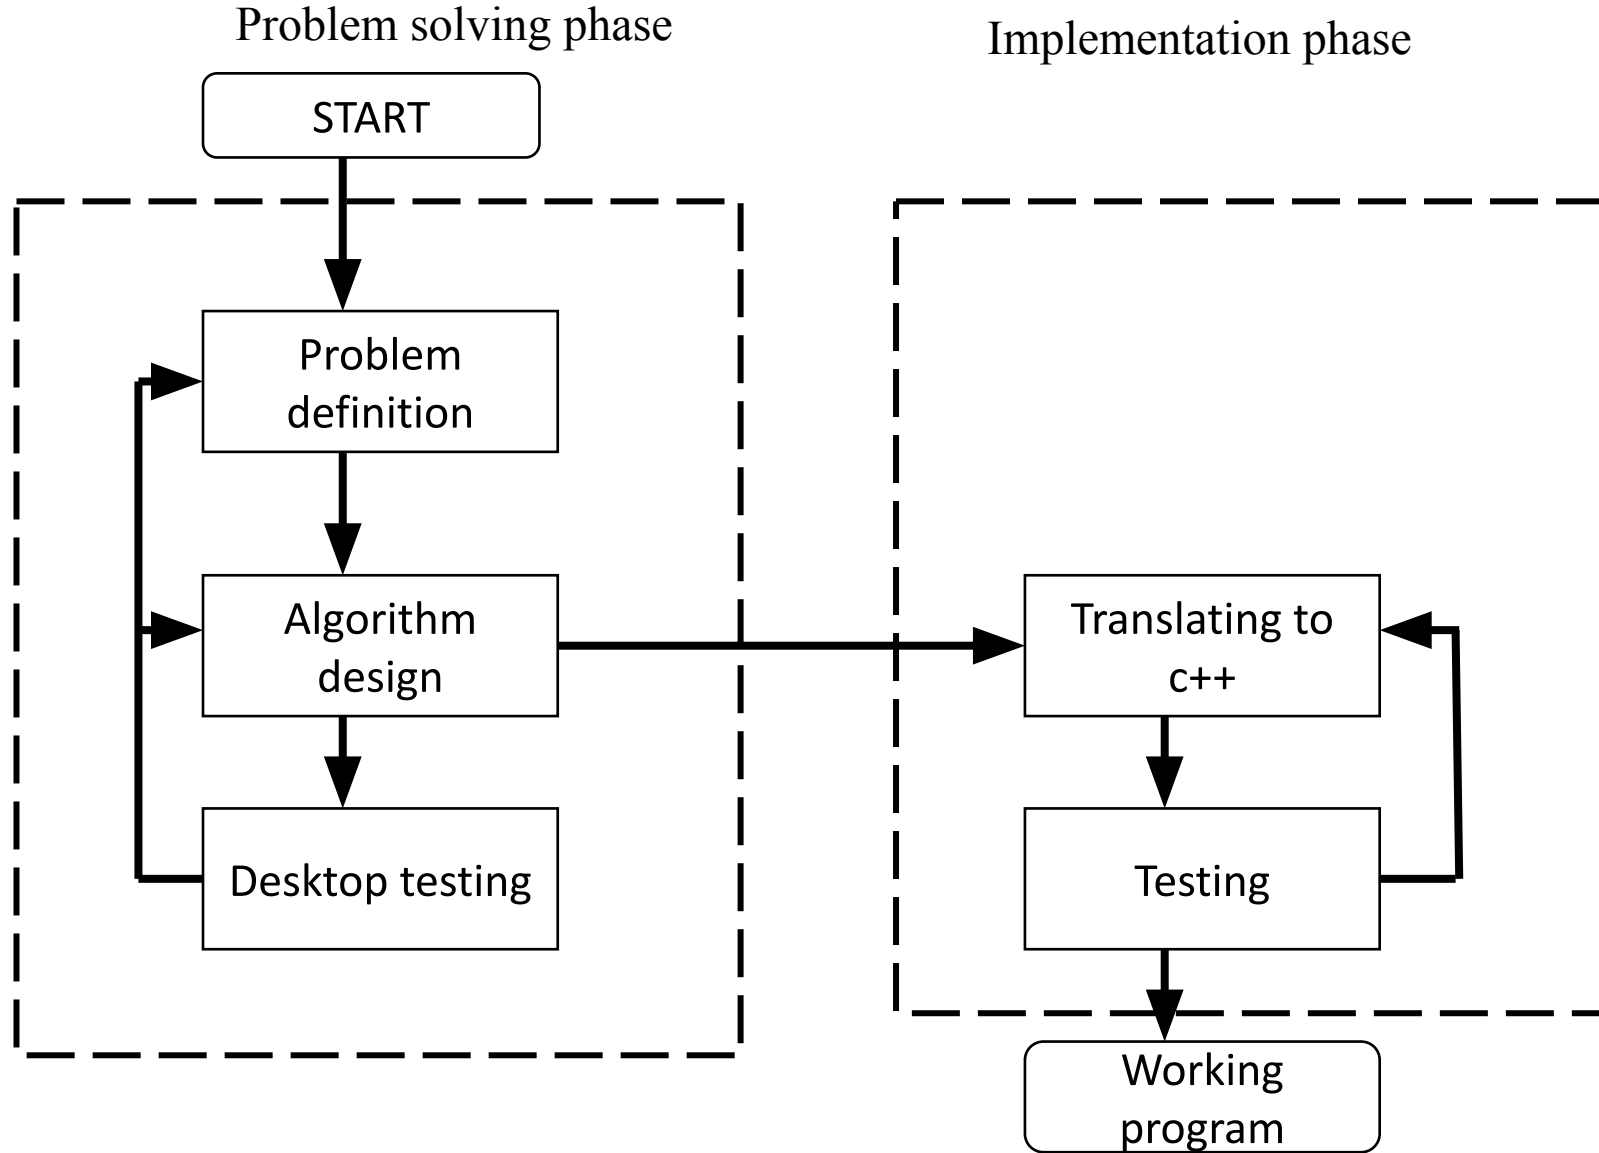 Problem solving phase
Implementation phase
START
Problem
definition
Algorithm
design
Desktop testing
Translating to
c++
Testing
Working
program